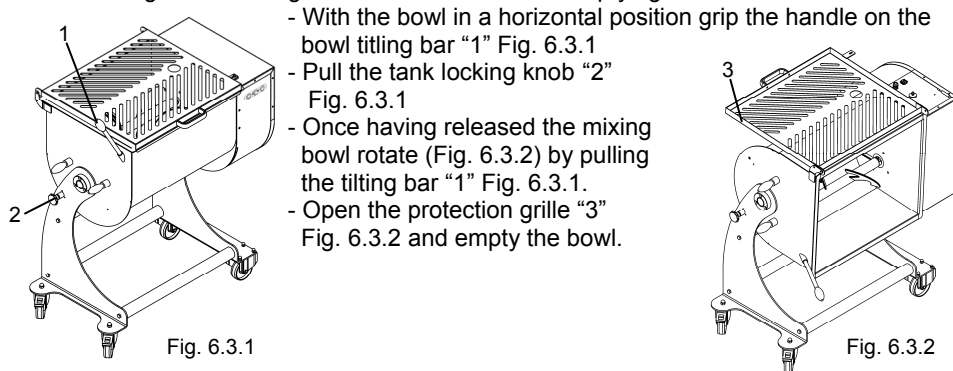 - With the bowl in a horizontal position grip the handle on the
bowl titling bar “1” Fig. 6.3.1
- Pull the tank locking knob “2”
Fig. 6.3.1
- Once having released the mixing
bowl rotate (Fig. 6.3.2) by pulling
the tilting bar “1” Fig. 6.3.1.
- Open the protection grille “3”
Fig. 6.3.2 and empty the bowl.
1
2
Fig. 6.3.1
3
Fig. 6.3.2